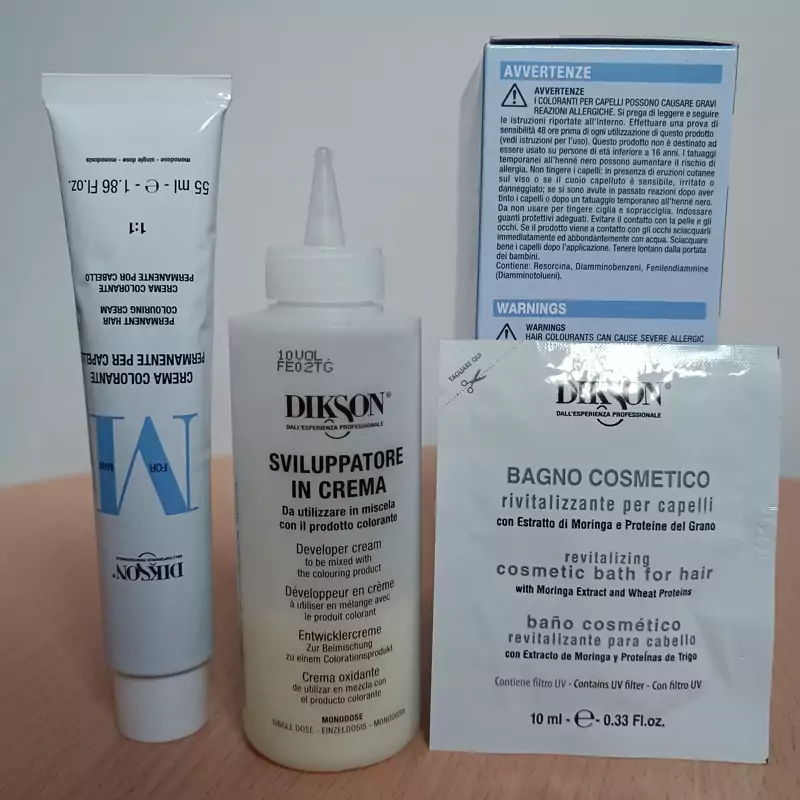 monodose - single dose - monodosis
55 ml - ℮ - 1.86 Fl.oz.
1:1
CREMA COLORANTE
PERMANENTE POR CABELLO
PERMANENT HAIR
COLOURING CREAM
CREMA COLORANTE
PERMANENTE PER CAPELLI
M
FOR
MAN
DIKSON®
DALL'ESPERIENZA PROFESSIONALE
10VOL.
FE02TG
DIKSON®
DALL'ESPERIENZA PROFESSIONALE
SVILUPPATORE
IN CREMA
Da utilizzare in miscela
con il prodotto colorante
Developer cream
to be mixed with
the colouring product
Développeur en crème
à utiliser en mélange avec
le produit colorant
Entwicklercreme
Zur Beimischung
zu einem Colorationsprodukt
Crema oxidante
de utilizar en mezcla con
el producto colorante
MONODOSE
SINGLE DOSE - EINZELDOSIS - MONODOSIS
AVVERTENZE
AVVERTENZE
I COLORANTI PER CAPELLI POSSONO CAUSARE GRAVI
REAZIONI ALLERGICHE. Si prega di leggere e seguire
le istruzioni riportate all'interno. Effettuare una prova di
sensibilità 48 ore prima di ogni utilizzazione di questo prodotto
(vedi istruzioni per l'uso). Questo prodotto non è destinato ad
essere usato su persone di età inferiore a 16 anni. I tatuaggi
temporanei all'henné nero possono aumentare il rischio di
allergia. Non tingere i capelli: in presenza di eruzioni cutanee
sul viso o se il cuoio capelluto è sensibile, irritato o
danneggiato; se si sono avute in passato reazioni dopo aver
tinto i capelli o dopo un tatuaggio temporaneo all'henné nero.
Da non usare per tingere ciglia e sopracciglia. Indossare
guanti protettivi adeguati. Evitare il contatto con la pelle e gli
occhi. Se il prodotto viene a contatto con gli occhi sciacquarli
immediatamente ed abbondantemente con acqua. Sciacquare
bene i capelli dopo l'applicazione. Tenere lontano dalla portata
dei bambini.
Contiene: Resorcina, Diamminobenzeni, Fenilendiammine
(Diamminotolueni).
WARNINGS
WARNINGS
HAIR COLOURANTS CAN CAUSE SEVERE ALLERGIC
TAGLIARE QUI
DIKSON®
DALL'ESPERIENZA PROFESSIONALE
BAGNO COSMETICO
rivitalizzante per capelli
con Estratto di Moringa e Proteine del Grano
revitalizing
cosmetic bath for hair
with Moringa Extract and Wheat Proteins
baño cosmético
revitalizante para cabello
con Extracto de Moringa y Proteínas de Trigo
Contiene filtro UV - Contains UV filter - Con filtro UV
10 ml - ℮ - 0.33 Fl.oz.